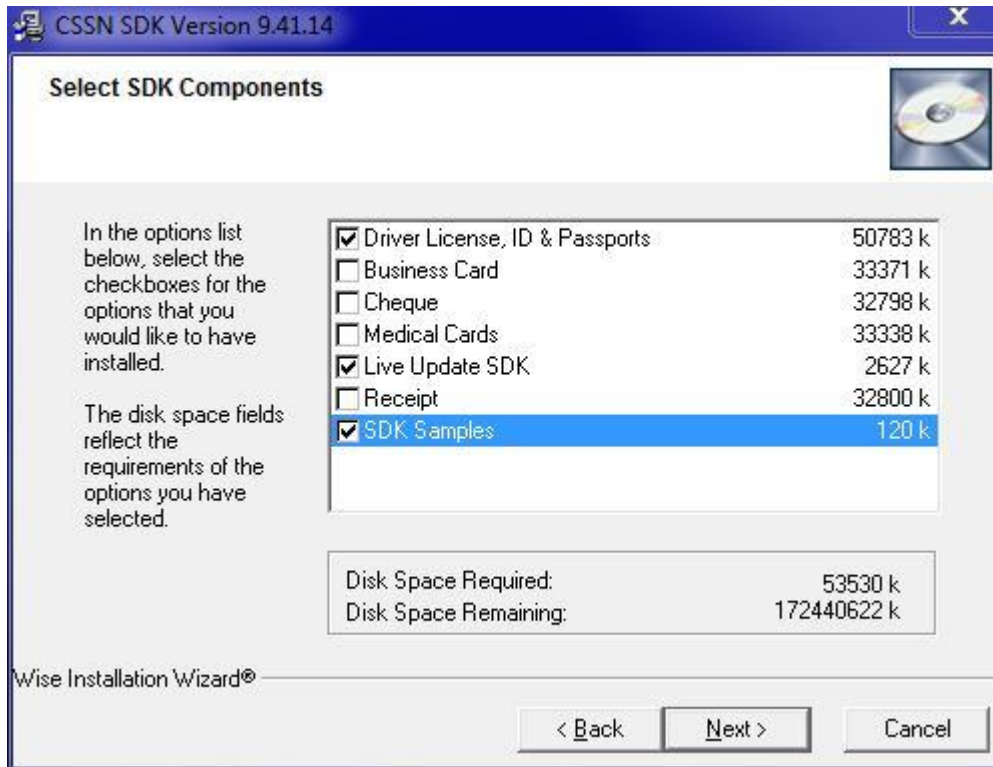 CSSN SDK Version 9.41.14
X
Select SDK Components
In the options list
below, select the
checkboxes for the
options that you
would like to have
installed.
The disk space fields
reflect the
requirements of the
options you have
selected.
Driver License, ID & Passports 50783 k
Business Card 33371 k
Cheque 32798 k
Medical Cards 33338 k
Live Update SDK 2627 k
Receipt 32800 k
SDK Samples 120 k
Disk Space Required: 53530 k
Disk Space Remaining: 172440622 k
Wise Installation Wizard®
< Back
Next >
Cancel